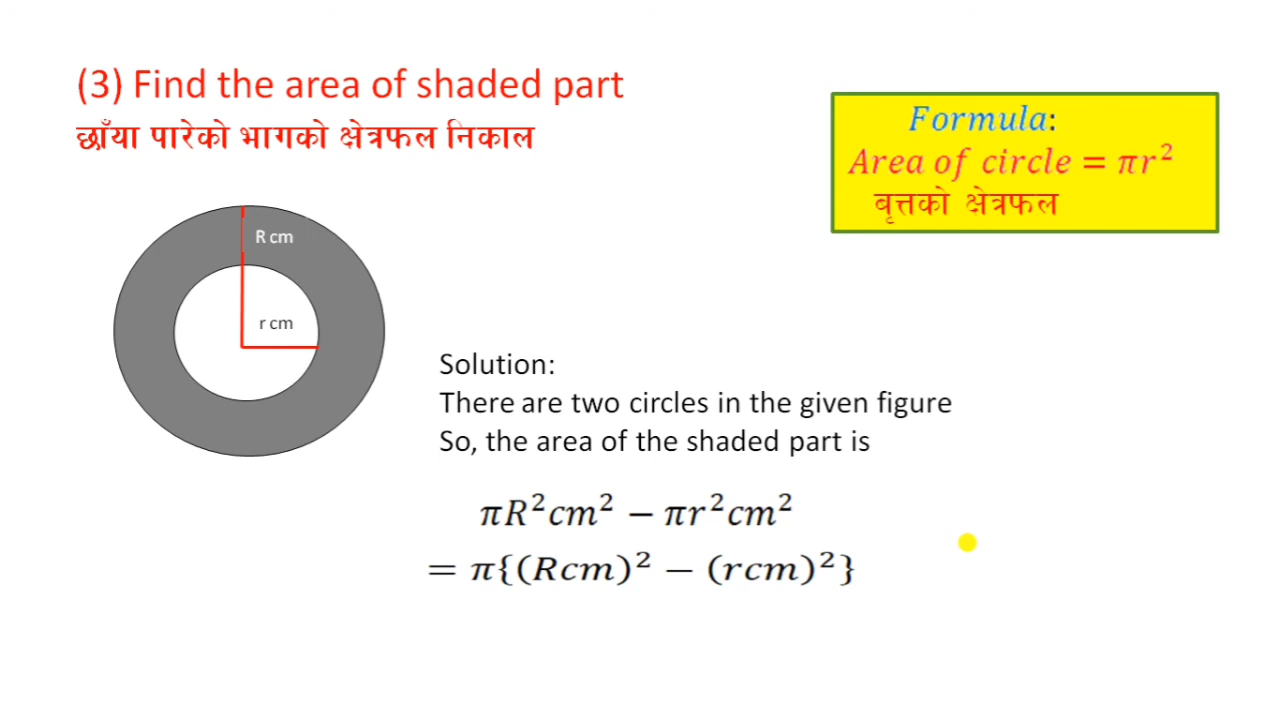 (3) Find the area of shaded part
छाँया पारेको भागको क्षेत्रफल निकाल
Formula:
Area of circle = πr²
बृत्तको क्षेत्रफल
R cm
r cm
Solution:
There are two circles in the given figure
So, the area of the shaded part is
πR²cm² − πr²cm²
= π{(Rcm)² − (rcm)²}